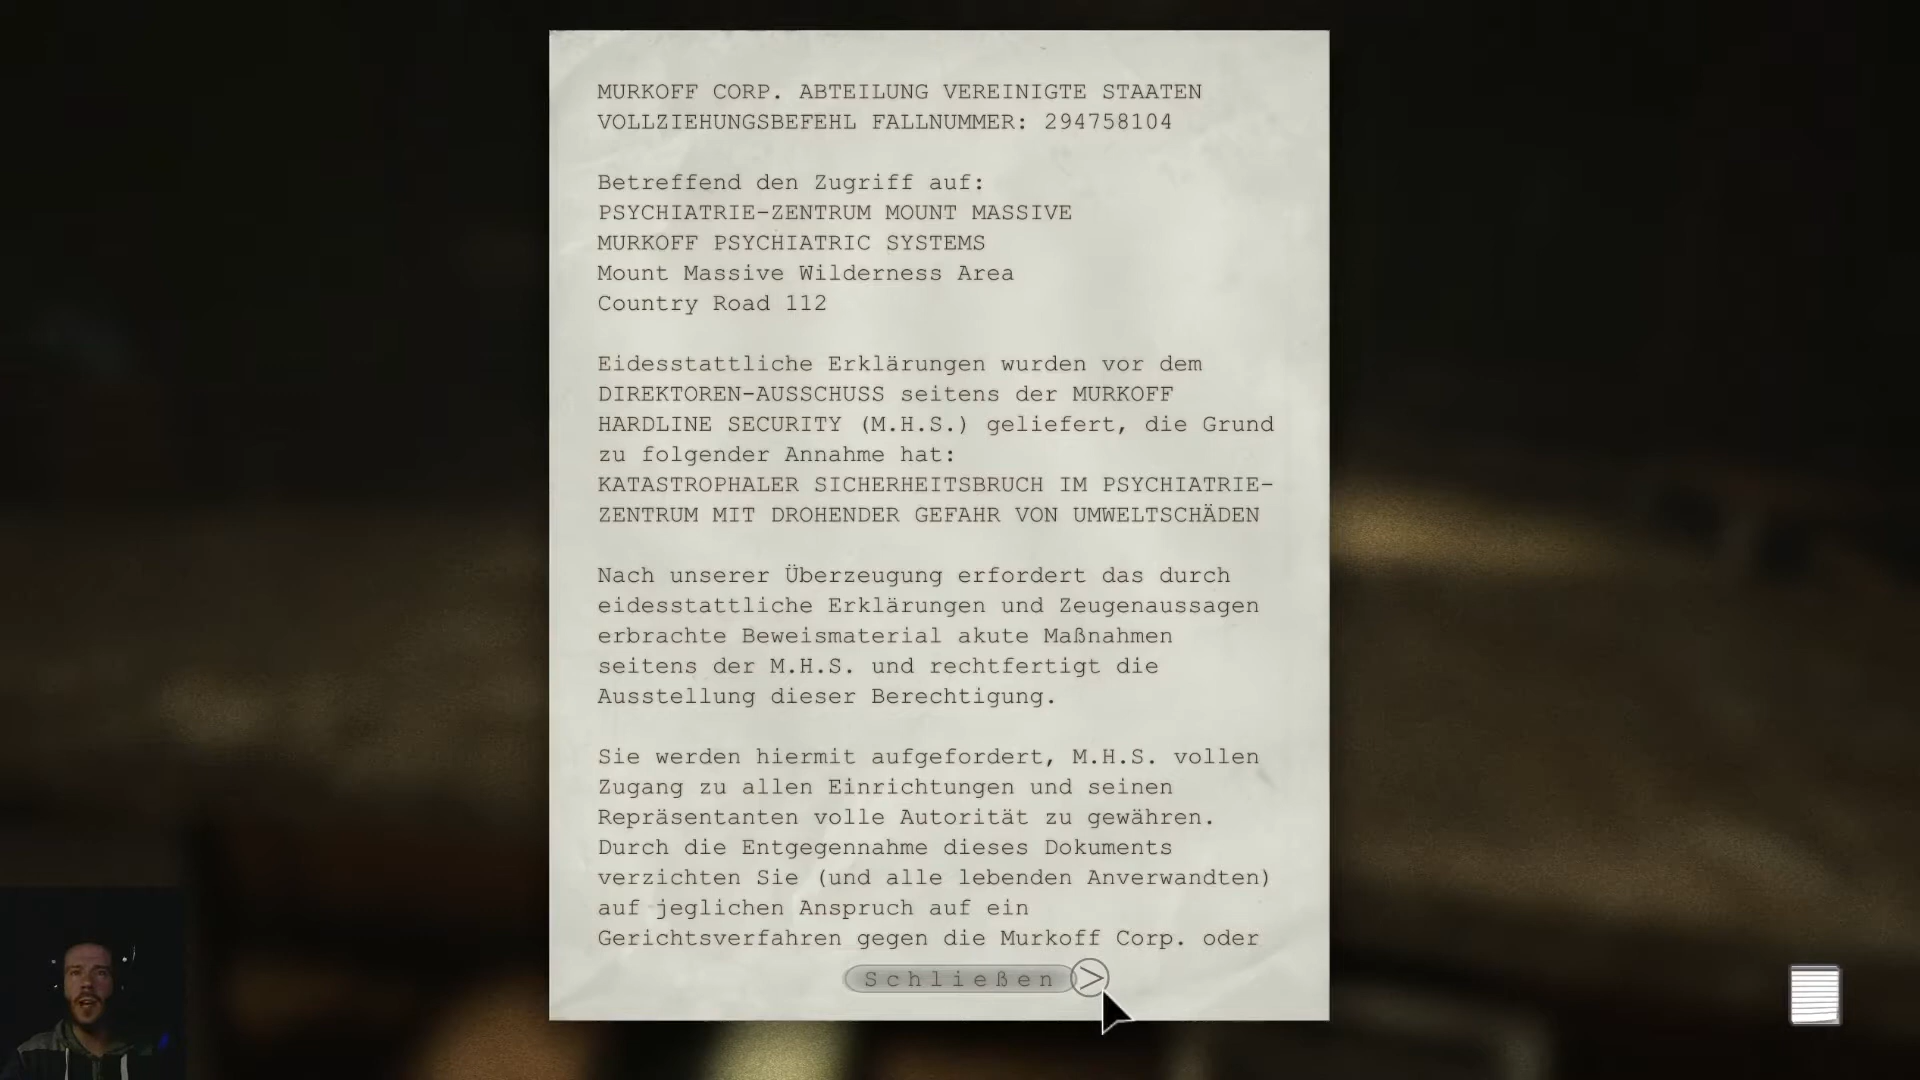 MURKOFF CORP. ABTEILUNG VEREINIGTE STAATEN
VOLLZIEHUNGSBEFEHL FALLNUMMER: 294758104
Betreffend den Zugriff auf:
PSYCHIATRIE-ZENTRUM MOUNT MASSIVE
MURKOFF PSYCHIATRIC SYSTEMS
Mount Massive Wilderness Area
Country Road 112
Eidesstattliche Erklärungen wurden vor dem
DIREKTOREN-AUSSCHUSS seitens der MURKOFF
HARDLINE SECURITY (M.H.S.) geliefert, die Grund
zu folgender Annahme hat:
KATASTROPHALER SICHERHEITSBRUCH IM PSYCHIATRIE-
ZENTRUM MIT DROHENDER GEFAHR VON UMWELTSCHÄDEN
Nach unserer Überzeugung erfordert das durch
eidesstattliche Erklärungen und Zeugenaussagen
erbrachte Beweismaterial akute Maßnahmen
seitens der M.H.S. und rechtfertigt die
Ausstellung dieser Berechtigung.
Sie werden hiermit aufgefordert, M.H.S. vollen
Zugang zu allen Einrichtungen und seinen
Repräsentanten volle Autorität zu gewähren.
Durch die Entgegennahme dieses Dokuments
verzichten Sie (und alle lebenden Anverwandten)
auf jeglichen Anspruch auf ein
Gerichtsverfahren gegen die Murkoff Corp. oder
Schließen >